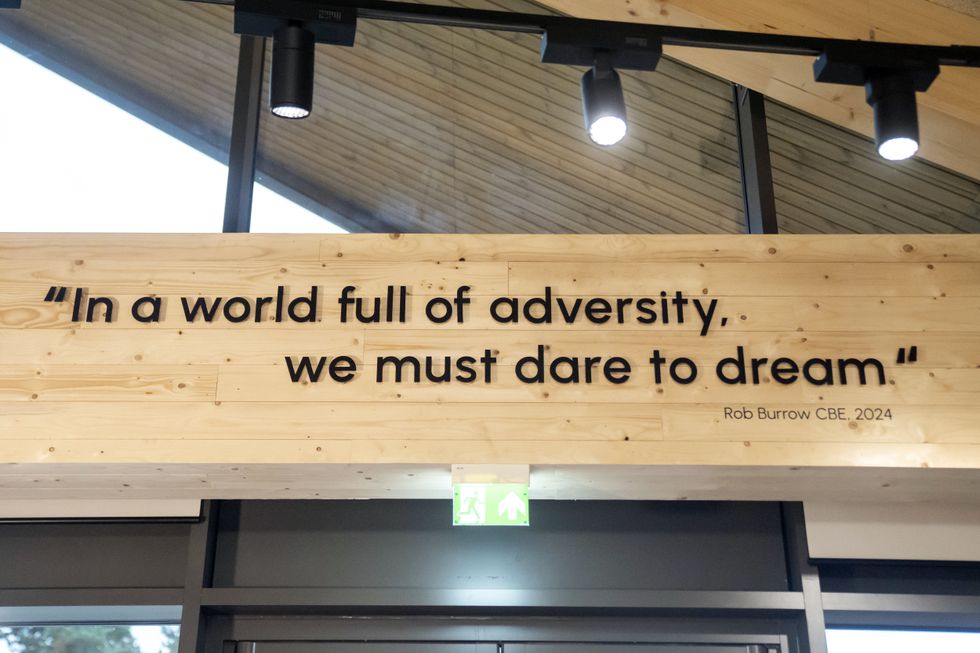 “In a world full of adversity,
we must dare to dream“
Rob Burrow CBE, 2024